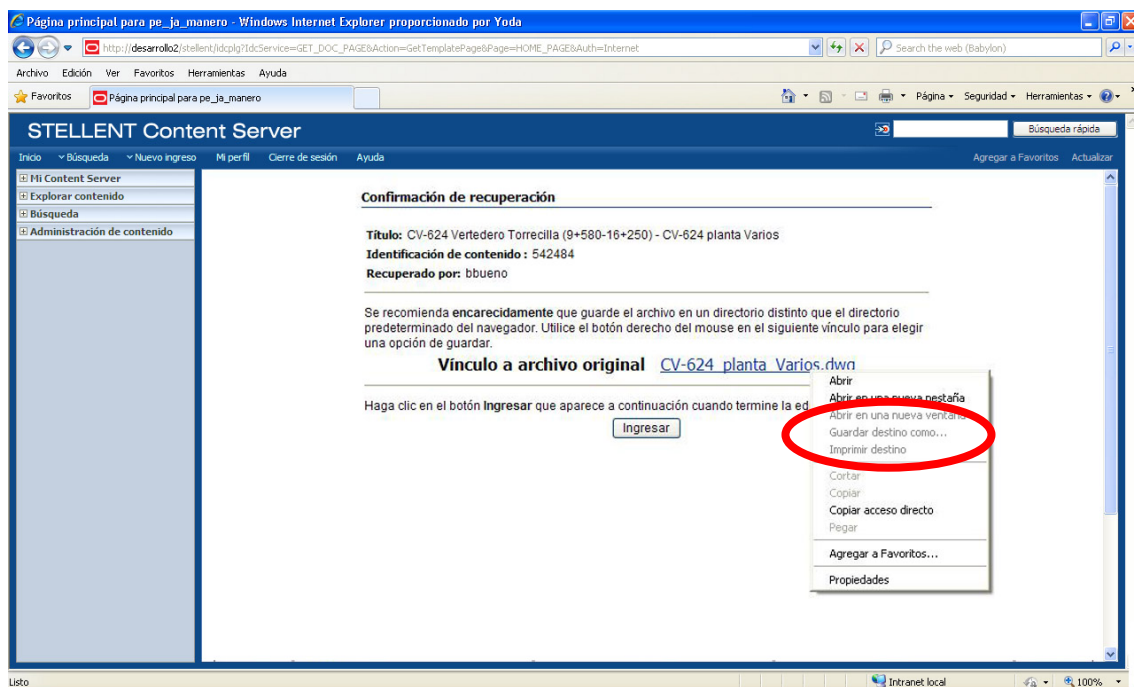 Página principal para pe_ja_manero - Windows Internet Explorer proporcionado por Yoda
http://desarrollo2/stellent/idcplg?IdcService=GET_DOC_PAGE&Action=GetTemplatePage&Page=HOME_PAGE&Auth=Internet
Search the web (Babylon)
Archivo Edición Ver Favoritos Herramientas Ayuda
Favoritos Página principal para pe_ja_manero Página Seguridad Herramientas
STELLENT Content Server Búsqueda rápida
Inicio Búsqueda Nuevo ingreso Mi perfil Cierre de sesión Ayuda Agregar a Favoritos Actualizar
Mi Content Server
Explorar contenido
Búsqueda
Administración de contenido
Confirmación de recuperación
Título: CV-624 Vertedero Torrecilla (9+580-16+250) - CV-624 planta Varios
Identificación de contenido : 542484
Recuperado por: bbueno
Se recomienda encarecidamente que guarde el archivo en un directorio distinto que el directorio
predeterminado del navegador. Utilice el botón derecho del mouse en el siguiente vínculo para elegir
una opción de guardar.
Vínculo a archivo original CV-624 planta Varios.dwg
Haga clic en el botón Ingresar que aparece a continuación cuando termine la ed
Ingresar
Abrir
Abrir en una nueva pestaña
Abrir en una nueva ventana
Guardar destino como...
Imprimir destino
Cortar
Copiar
Copiar acceso directo
Pegar
Agregar a Favoritos...
Propiedades
Listo Intranet local 100%